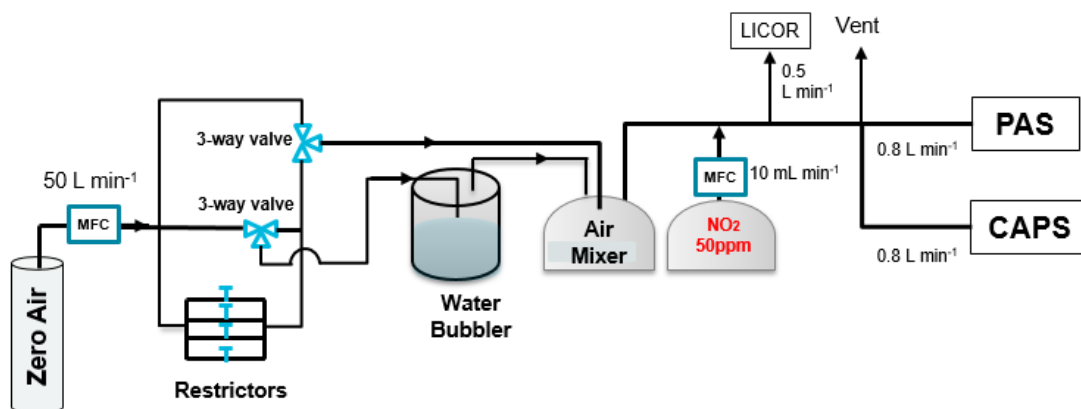 LICOR
Vent
0.5
L min⁻¹
3-way valve
PAS
50 L min⁻¹
0.8 L min⁻¹
MFC
10 mL min⁻¹
3-way valve
MFC
Air
Mixer
NO₂
50ppm
CAPS
0.8 L min⁻¹
Zero Air
Water
Bubbler
Restrictors